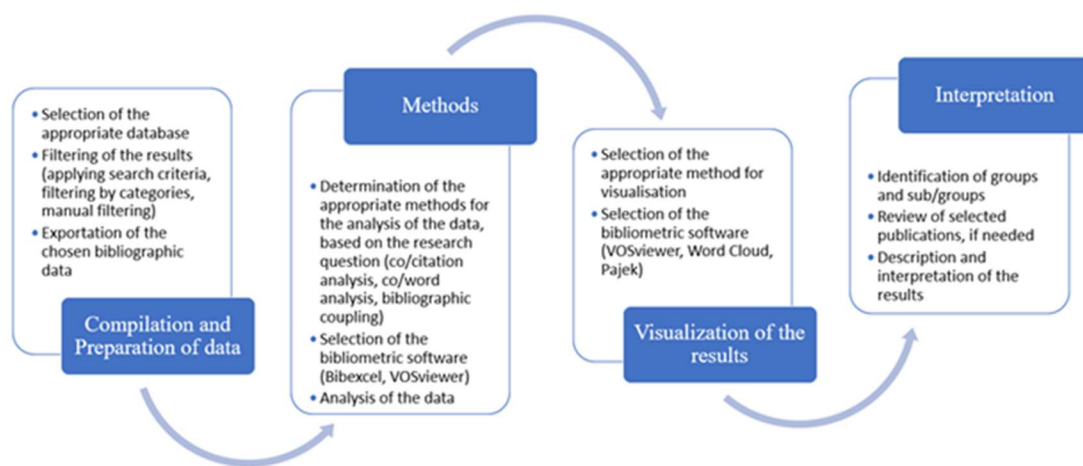 • Selection of the
appropriate database
• Filtering of the results
(applying search criteria,
filtering by categories,
manual filtering)
• Exportation of the
chosen bibliographic
data
Compilation and
Preparation of data
Methods
• Determination of the
appropriate methods for
the analysis of the data,
based on the research
question (co/citation
analysis, co/word
analysis, bibliographic
coupling)
• Selection of the
bibliometric software
(Bibexcel, VOSviewer)
• Analysis of the data
• Selection of the
appropriate method for
visualisation
• Selection of the
bibliometric software
(VOSviewer, Word Cloud,
Pajek)
Visualization of the
results
Interpretation
• Identification of groups
and sub/groups
• Review of selected
publications, if needed
• Description and
interpretation of the
results